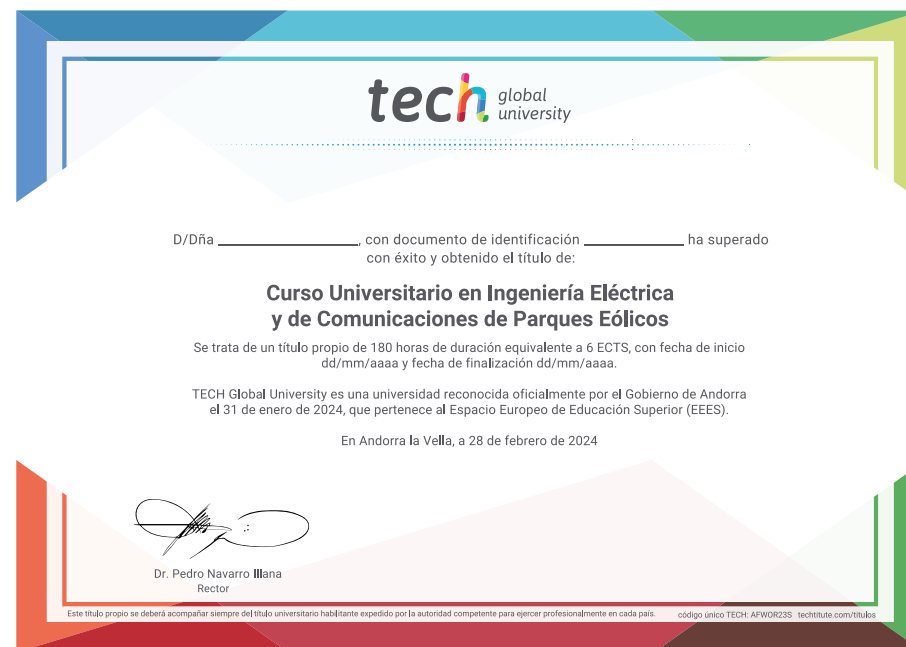 tech global university
D/Dña ____________________, con documento de identificación ______________ ha superado
con éxito y obtenido el título de:
Curso Universitario en Ingeniería Eléctrica
y de Comunicaciones de Parques Eólicos
Se trata de un título propio de 180 horas de duración equivalente a 6 ECTS, con fecha de inicio
dd/mm/aaaa y fecha de finalización dd/mm/aaaa.
TECH Global University es una universidad reconocida oficialmente por el Gobierno de Andorra
el 31 de enero de 2024, que pertenece al Espacio Europeo de Educación Superior (EEES).
En Andorra la Vella, a 28 de febrero de 2024
Dr. Pedro Navarro Illana
Rector
Este título propio se deberá acompañar siempre del título universitario habilitante expedido por la autoridad competente para ejercer profesionalmente en cada país.
código único TECH: AFWOR23S techtitute.com/titulos